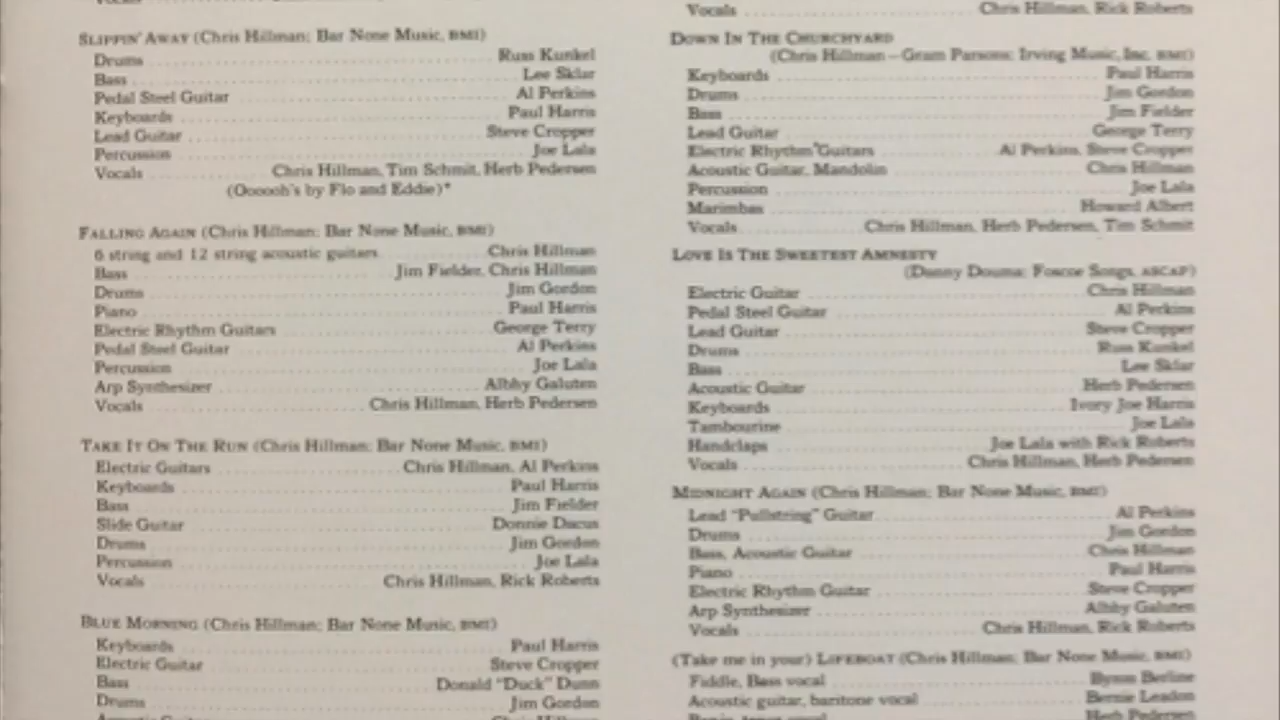 SLIPPIN' AWAY (Chris Hillman; Bar None Music, BMI)
Drums Russ Kunkel
Bass Lee Sklar
Pedal Steel Guitar Al Perkins
Keyboards Paul Harris
Lead Guitar Steve Cropper
Percussion Joe Lala
Vocals Chris Hillman, Tim Schmit, Herb Pedersen
(Oooooh's by Flo and Eddie)*
FALLING AGAIN (Chris Hillman; Bar None Music, BMI)
6 string and 12 string acoustic guitars Chris Hillman
Bass Jim Fielder, Chris Hillman
Drums Jim Gordon
Piano Paul Harris
Electric Rhythm Guitars George Terry
Pedal Steel Guitar Al Perkins
Percussion Joe Lala
Arp Synthesizer Albhy Galuten
Vocals Chris Hillman, Herb Pedersen
TAKE IT ON THE RUN (Chris Hillman; Bar None Music, BMI)
Electric Guitars Chris Hillman, Al Perkins
Keyboards Paul Harris
Bass Jim Fielder
Slide Guitar Donnie Dacus
Drums Jim Gordon
Percussion Joe Lala
Vocals Chris Hillman, Rick Roberts
BLUE MORNING (Chris Hillman; Bar None Music, BMI)
Keyboards Paul Harris
Electric Guitar Steve Cropper
Bass Donald "Duck" Dunn
Drums Jim Gordon
Vocals Chris Hillman, Rick Roberts
DOWN IN THE CHURCHYARD
(Chris Hillman – Gram Parsons; Irving Music, Inc. BMI)
Keyboards Paul Harris
Drums Jim Gordon
Bass Jim Fielder
Lead Guitar George Terry
Electric Rhythm Guitars Al Perkins, Steve Cropper
Acoustic Guitar, Mandolin Chris Hillman
Percussion Joe Lala
Marimbas Howard Albert
Vocals Chris Hillman, Herb Pedersen, Tim Schmit
LOVE IS THE SWEETEST AMNESTY
(Danny Douma; Foscoe Songs, ASCAP)
Electric Guitar Chris Hillman
Pedal Steel Guitar Al Perkins
Lead Guitar Steve Cropper
Drums Russ Kunkel
Bass Lee Sklar
Acoustic Guitar Herb Pedersen
Keyboards Ivory Joe Harris
Tambourine Joe Lala
Handclaps Joe Lala with Rick Roberts
Vocals Chris Hillman, Herb Pedersen
MIDNIGHT AGAIN (Chris Hillman; Bar None Music, BMI)
Lead "Pullstring" Guitar Al Perkins
Drums Jim Gordon
Bass, Acoustic Guitar Chris Hillman
Piano Paul Harris
Electric Rhythm Guitar Steve Cropper
Arp Synthesizer Albhy Galuten
Vocals Chris Hillman, Rick Roberts
(Take me in your) LIFEBOAT (Chris Hillman; Bar None Music, BMI)
Fiddle, Bass vocal Byron Berline
Acoustic guitar, baritone vocal Bernie Leadon
Herb Pedersen